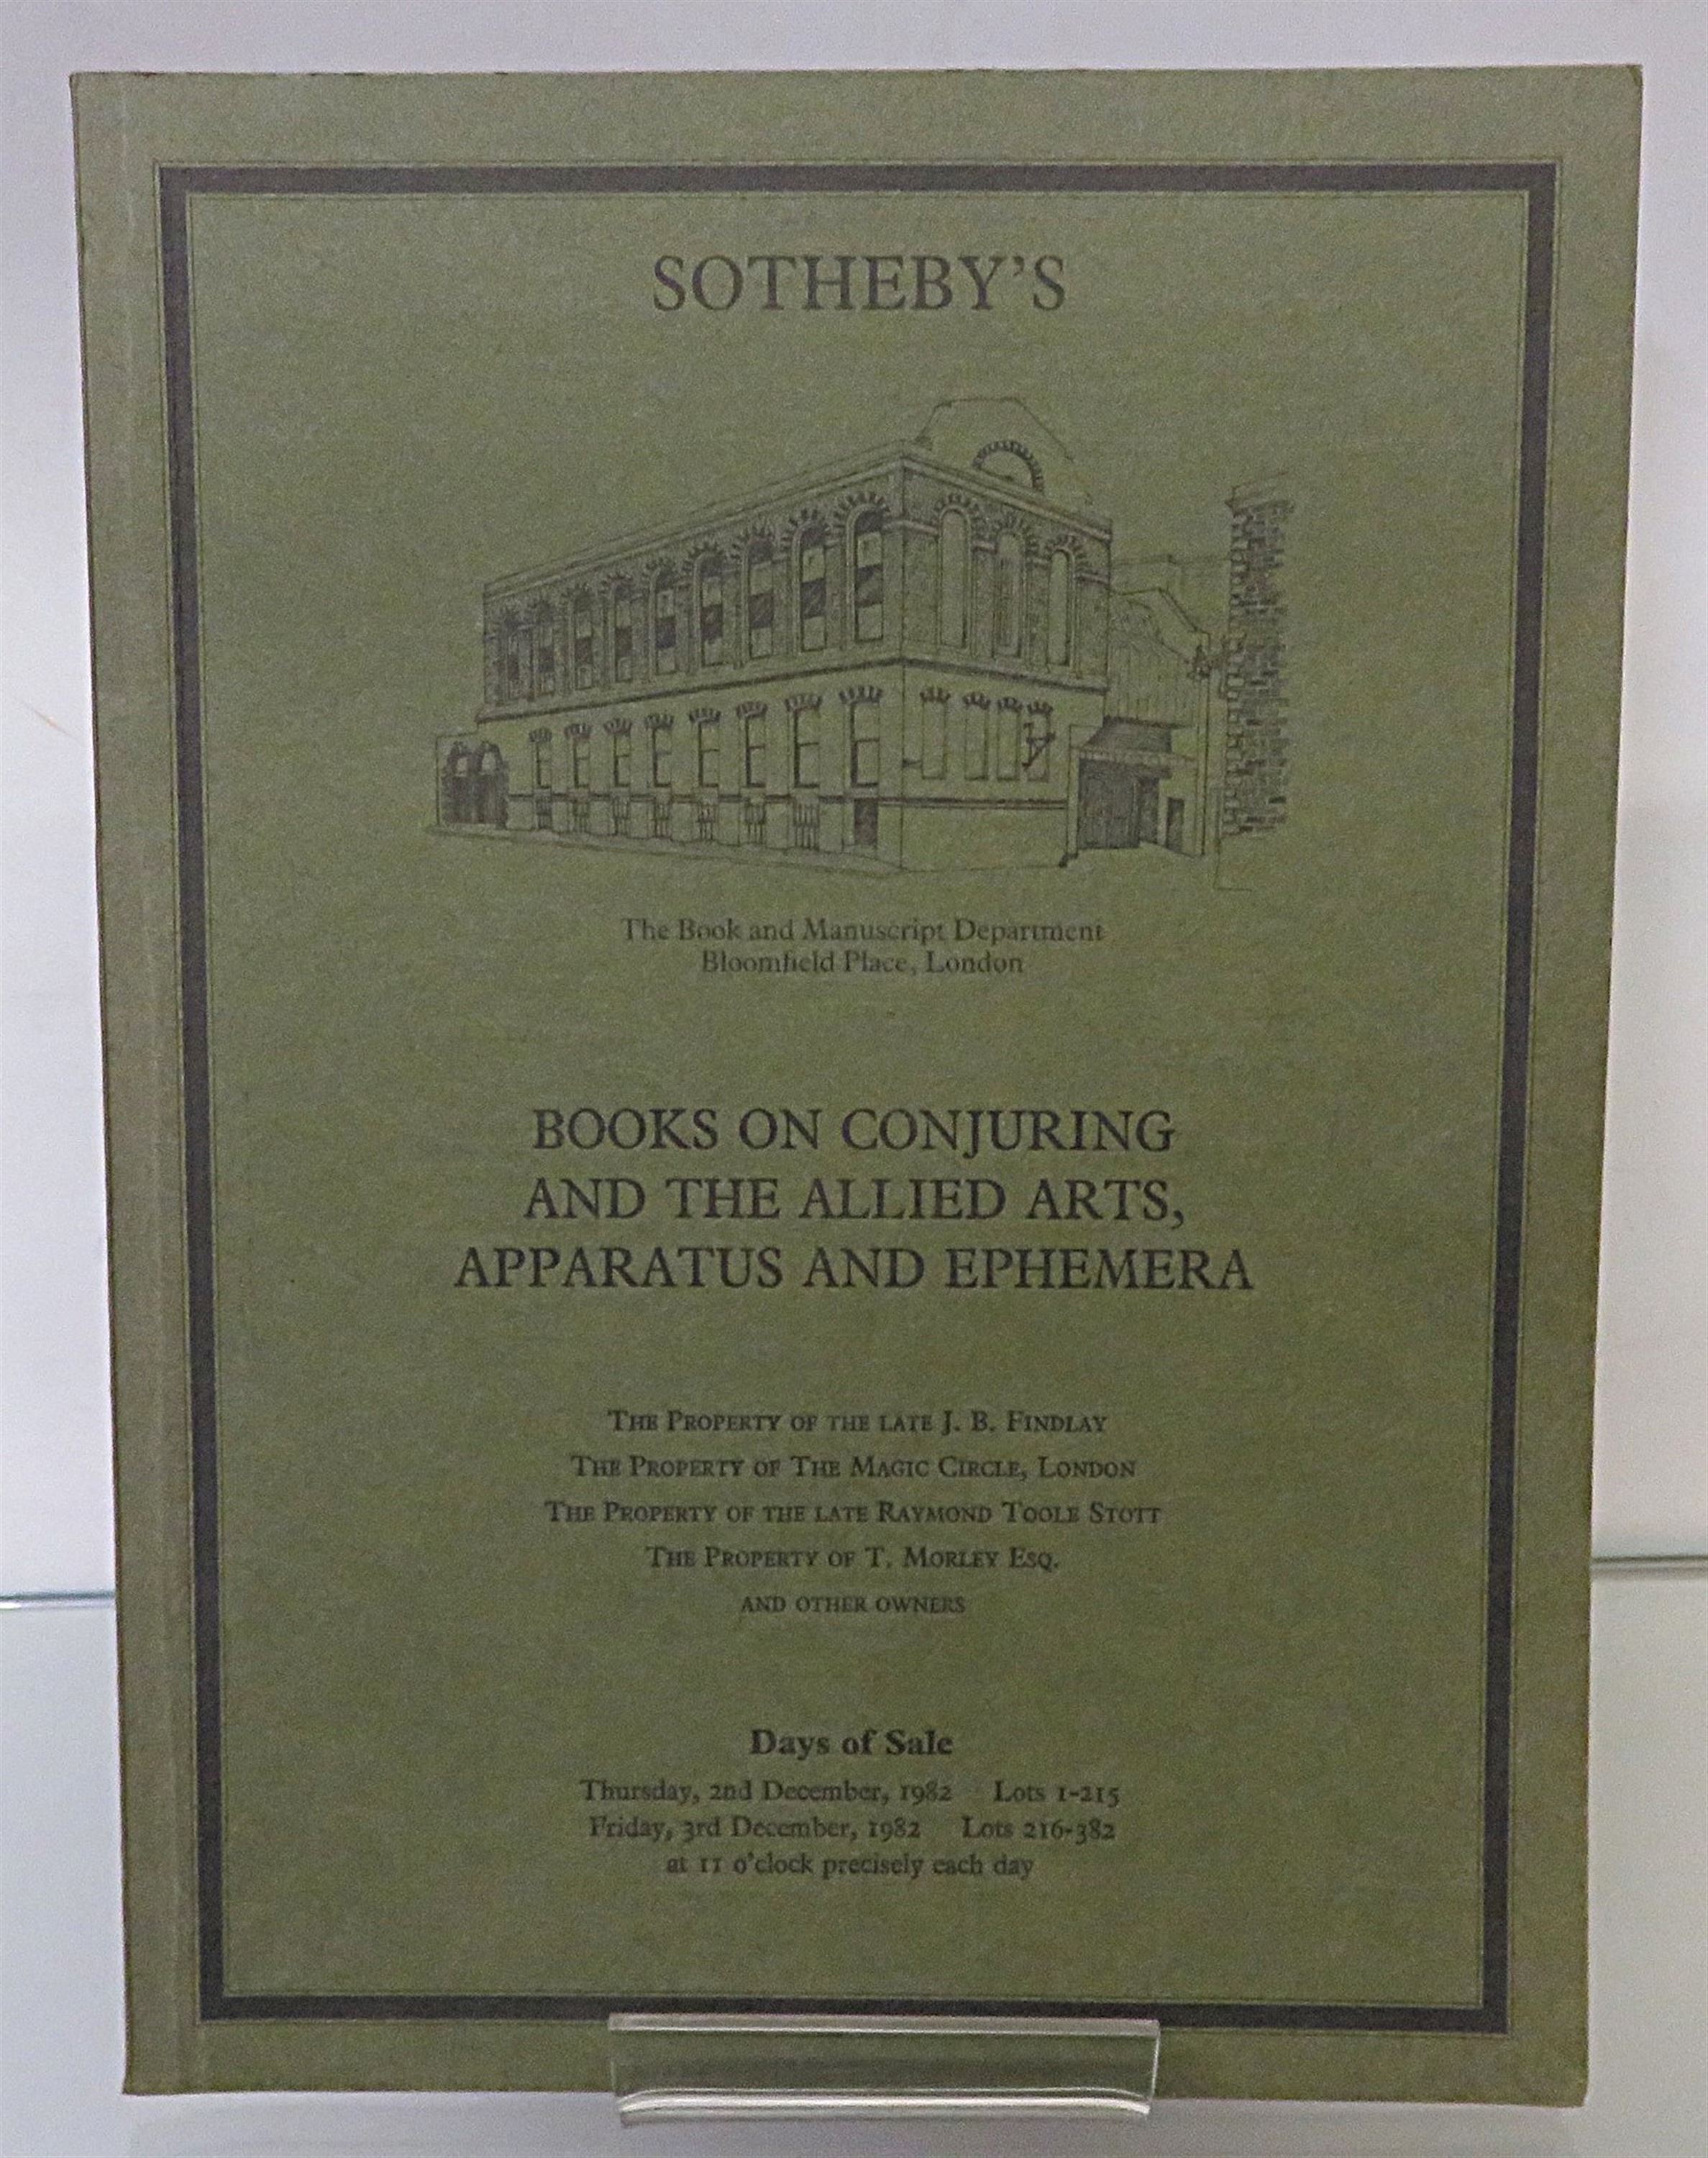 SOTHEBY'S
The Book and Manuscript Department
Bloomfield Place, London
BOOKS ON CONJURING
AND THE ALLIED ARTS,
APPARATUS AND EPHEMERA
THE PROPERTY OF THE LATE J. B. FINDLAY
THE PROPERTY OF THE MAGIC CIRCLE, LONDON
THE PROPERTY OF THE LATE RAYMOND TOOLE STOTT
THE PROPERTY OF T. MORLEY ESQ.
AND OTHER OWNERS
Days of Sale
Thursday, 2nd December, 1982 Lots 1-215
Friday, 3rd December, 1982 Lots 216-382
at 11 o'clock precisely each day